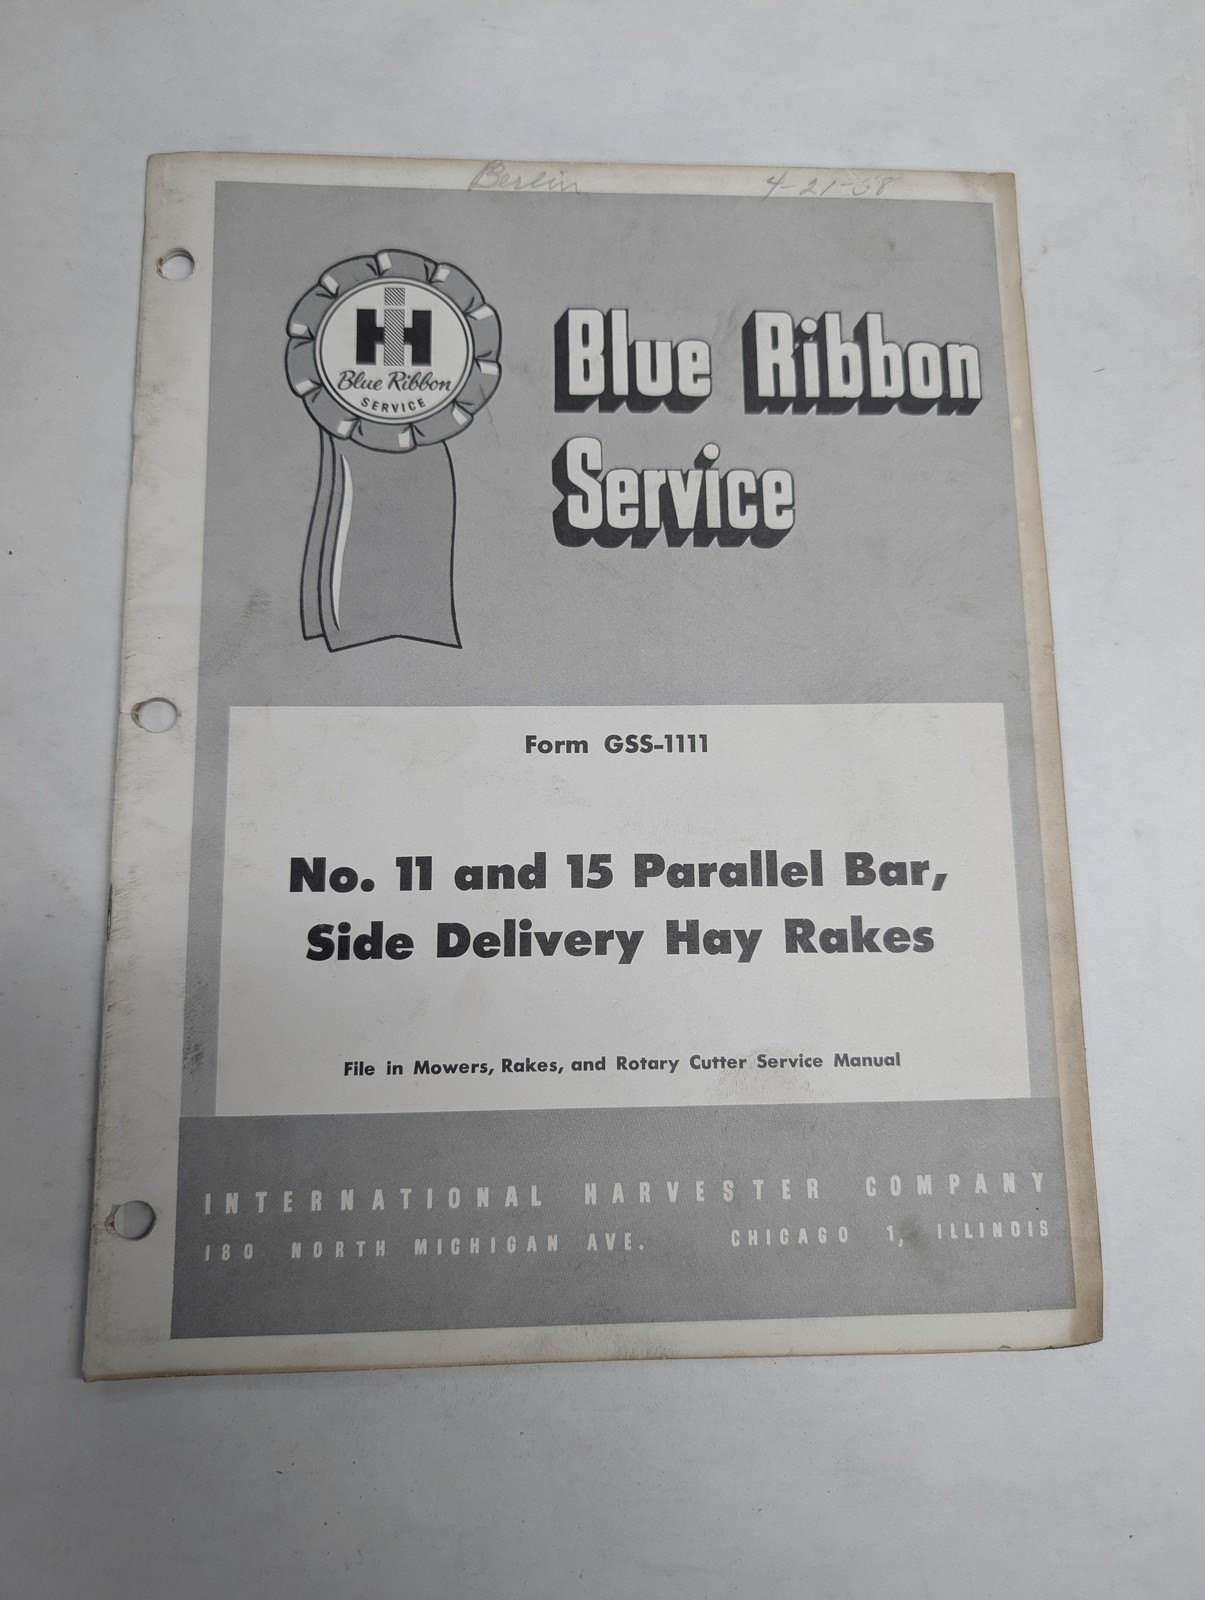 Berlin 4-21-58
IH
Blue Ribbon
SERVICE
Blue Ribbon
Service
Form GSS-1111
No. 11 and 15 Parallel Bar,
Side Delivery Hay Rakes
File in Mowers, Rakes, and Rotary Cutter Service Manual
INTERNATIONAL HARVESTER COMPANY
180 NORTH MICHIGAN AVE. CHICAGO 1, ILLINOIS